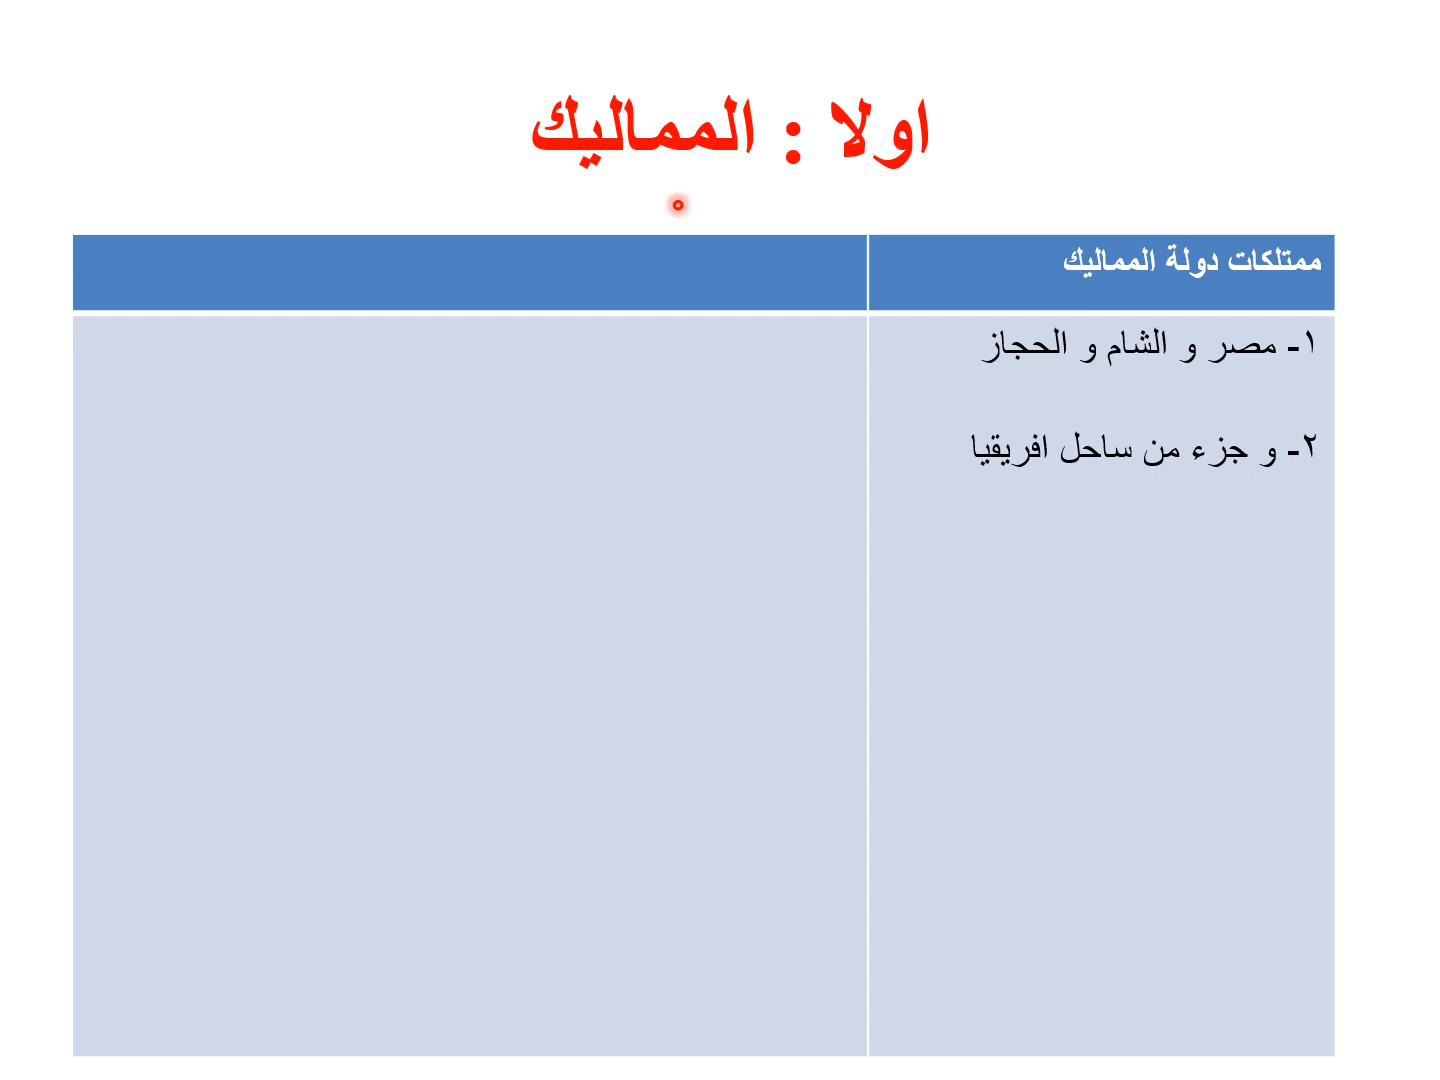 اولا : المماليك
ممتلكات دولة المماليك
١- مصر و الشام و الحجاز
٢- و جزء من ساحل افريقيا